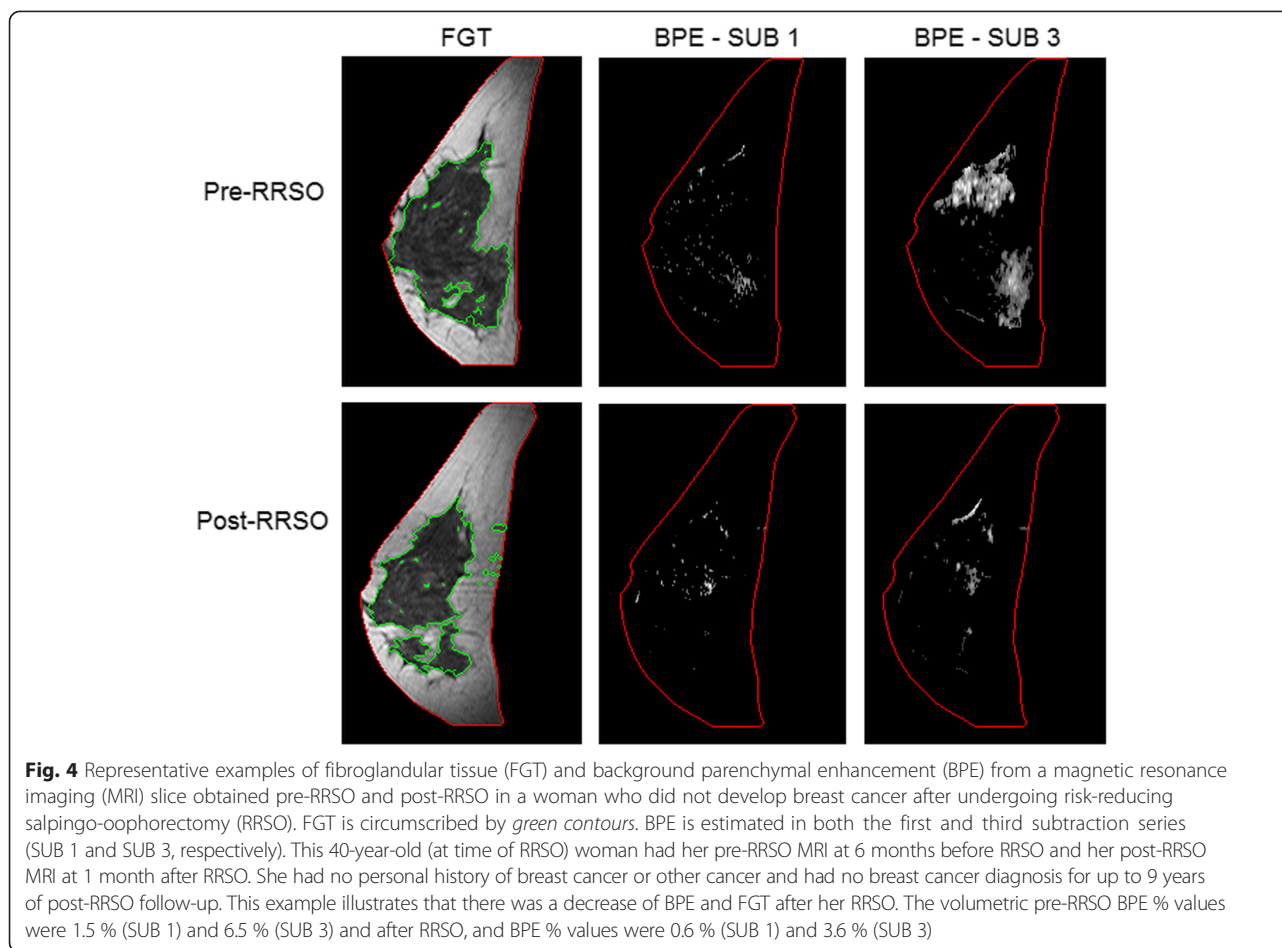 FGT
BPE - SUB 1
BPE - SUB 3
Pre-RRSO
Post-RRSO
Fig. 4 Representative examples of fibroglandular tissue (FGT) and background parenchymal enhancement (BPE) from a magnetic resonance
imaging (MRI) slice obtained pre-RRSO and post-RRSO in a woman who did not develop breast cancer after undergoing risk-reducing
salpingo-oophorectomy (RRSO). FGT is circumscribed by green contours. BPE is estimated in both the first and third subtraction series
(SUB 1 and SUB 3, respectively). This 40-year-old (at time of RRSO) woman had her pre-RRSO MRI at 6 months before RRSO and her post-RRSO
MRI at 1 month after RRSO. She had no personal history of breast cancer or other cancer and had no breast cancer diagnosis for up to 9 years
of post-RRSO follow-up. This example illustrates that there was a decrease of BPE and FGT after her RRSO. The volumetric pre-RRSO BPE % values
were 1.5 % (SUB 1) and 6.5 % (SUB 3) and after RRSO, and BPE % values were 0.6 % (SUB 1) and 3.6 % (SUB 3)